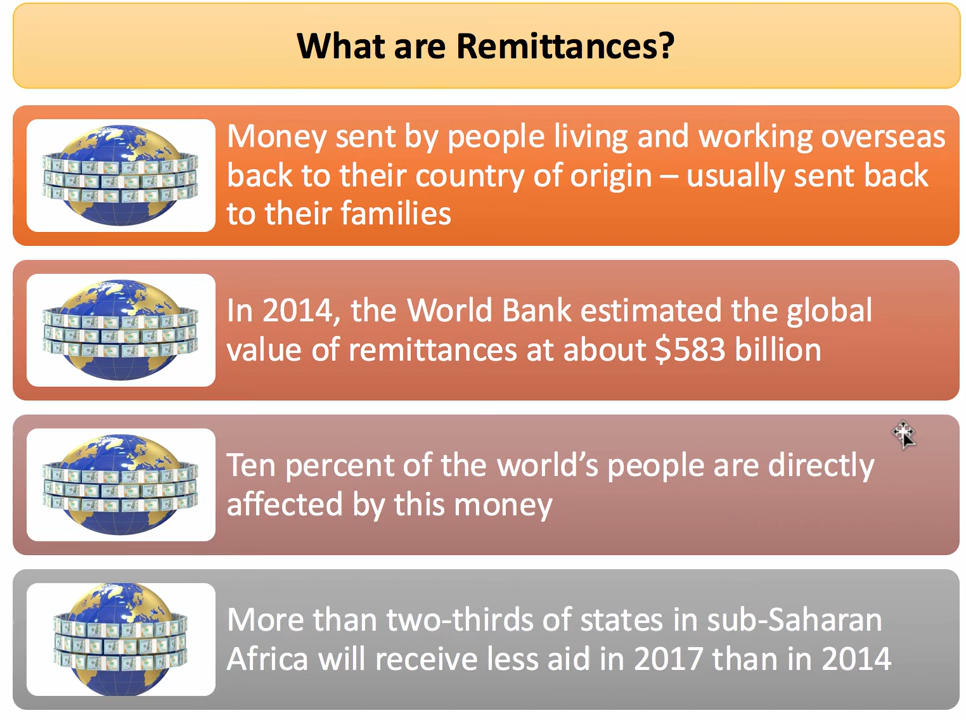 What are Remittances?
Money sent by people living and working overseas
back to their country of origin – usually sent back
to their families
In 2014, the World Bank estimated the global
value of remittances at about $583 billion
Ten percent of the world’s people are directly
affected by this money
More than two-thirds of states in sub-Saharan
Africa will receive less aid in 2017 than in 2014